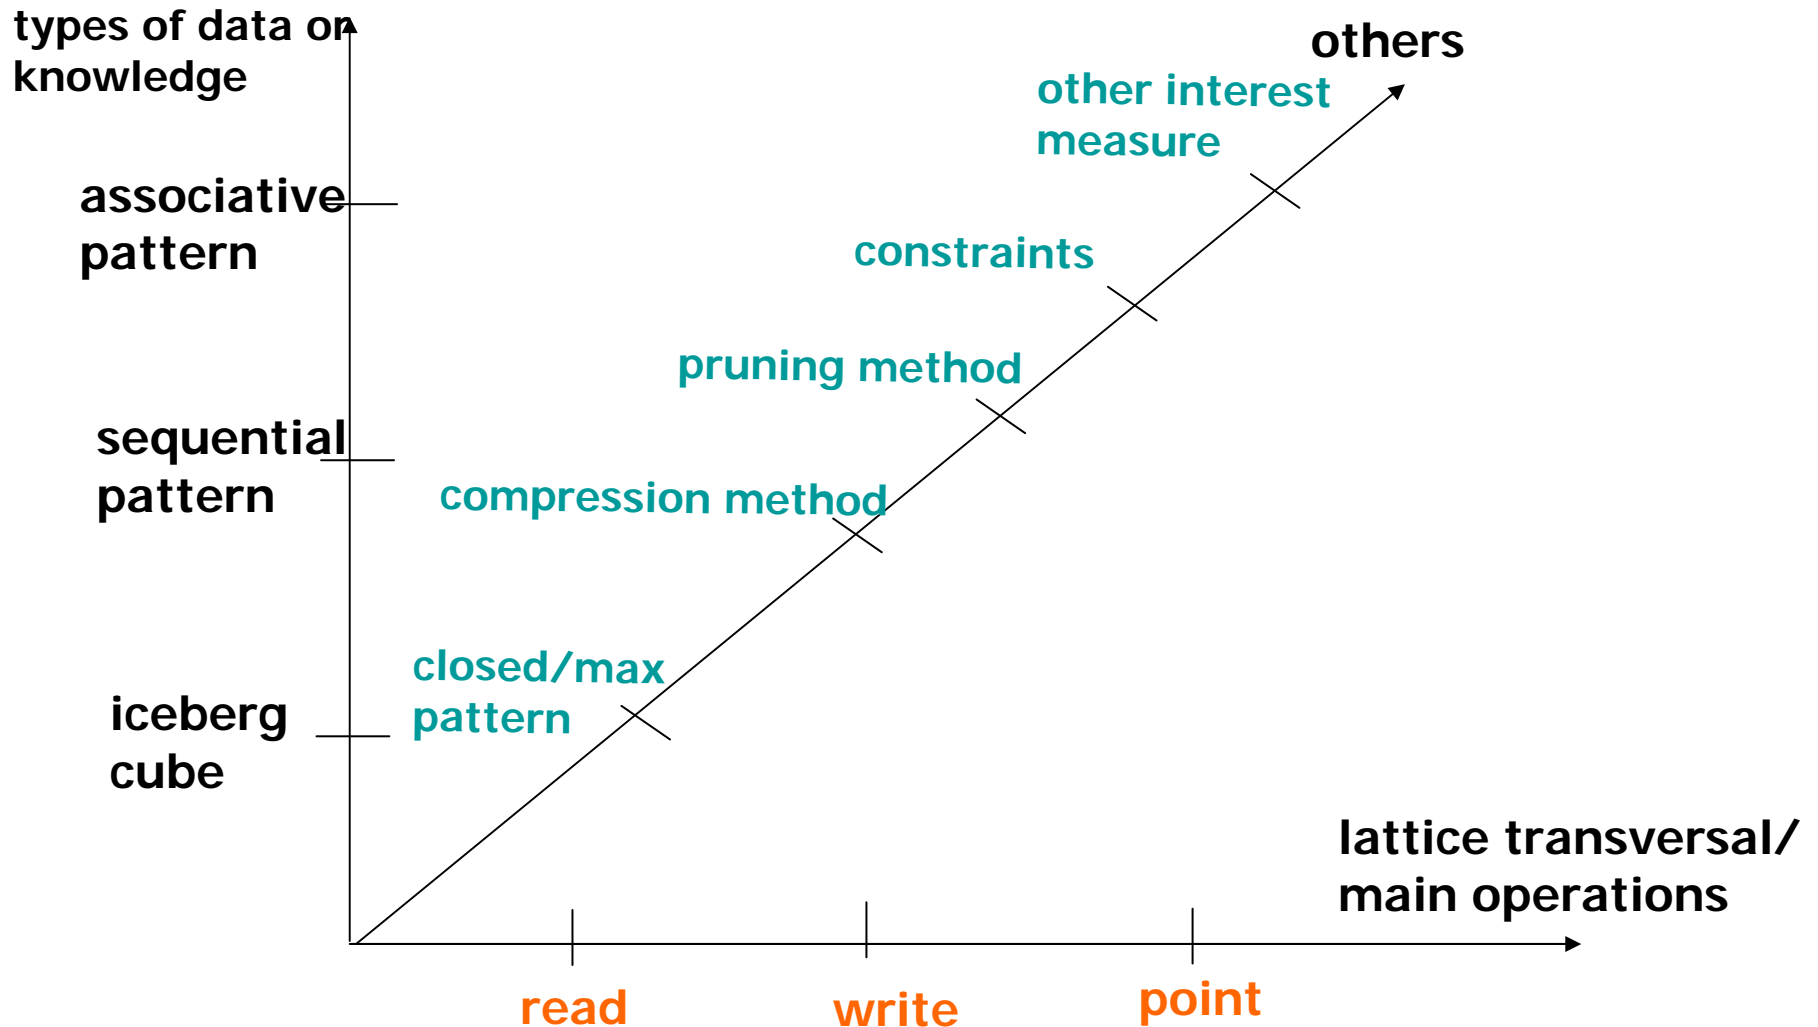 types of data or
knowledge
others
other interest
measure
associative
pattern
constraints
pruning method
sequential
pattern
compression method
closed/max
pattern
iceberg
cube
lattice transversal/
main operations
read
write
point